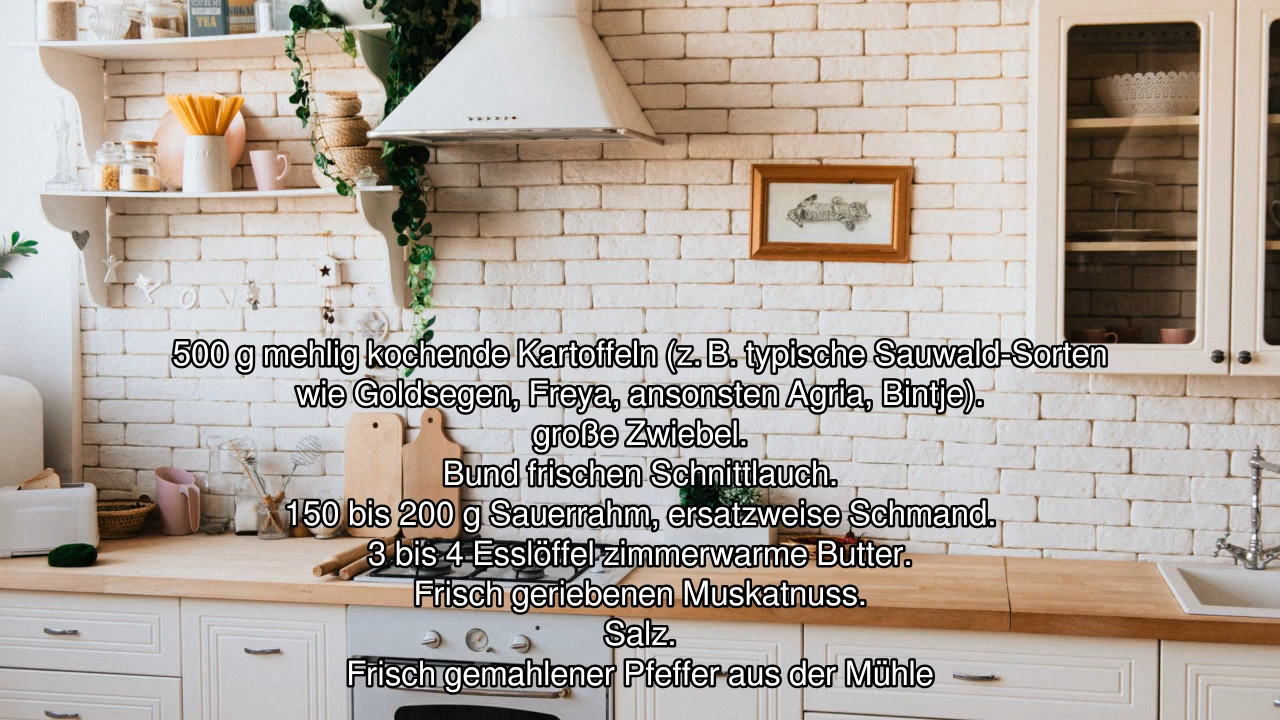 TEA
500 g mehlig kochende Kartoffeln (z. B. typische Sauwald-Sorten
wie Goldsegen, Freya, ansonsten Agria, Bintje).
große Zwiebel.
Bund frischen Schnittlauch.
150 bis 200 g Sauerrahm, ersatzweise Schmand.
3 bis 4 Esslöffel zimmerwarme Butter.
Frisch geriebenen Muskatnuss.
Salz.
Frisch gemahlener Pfeffer aus der Mühle